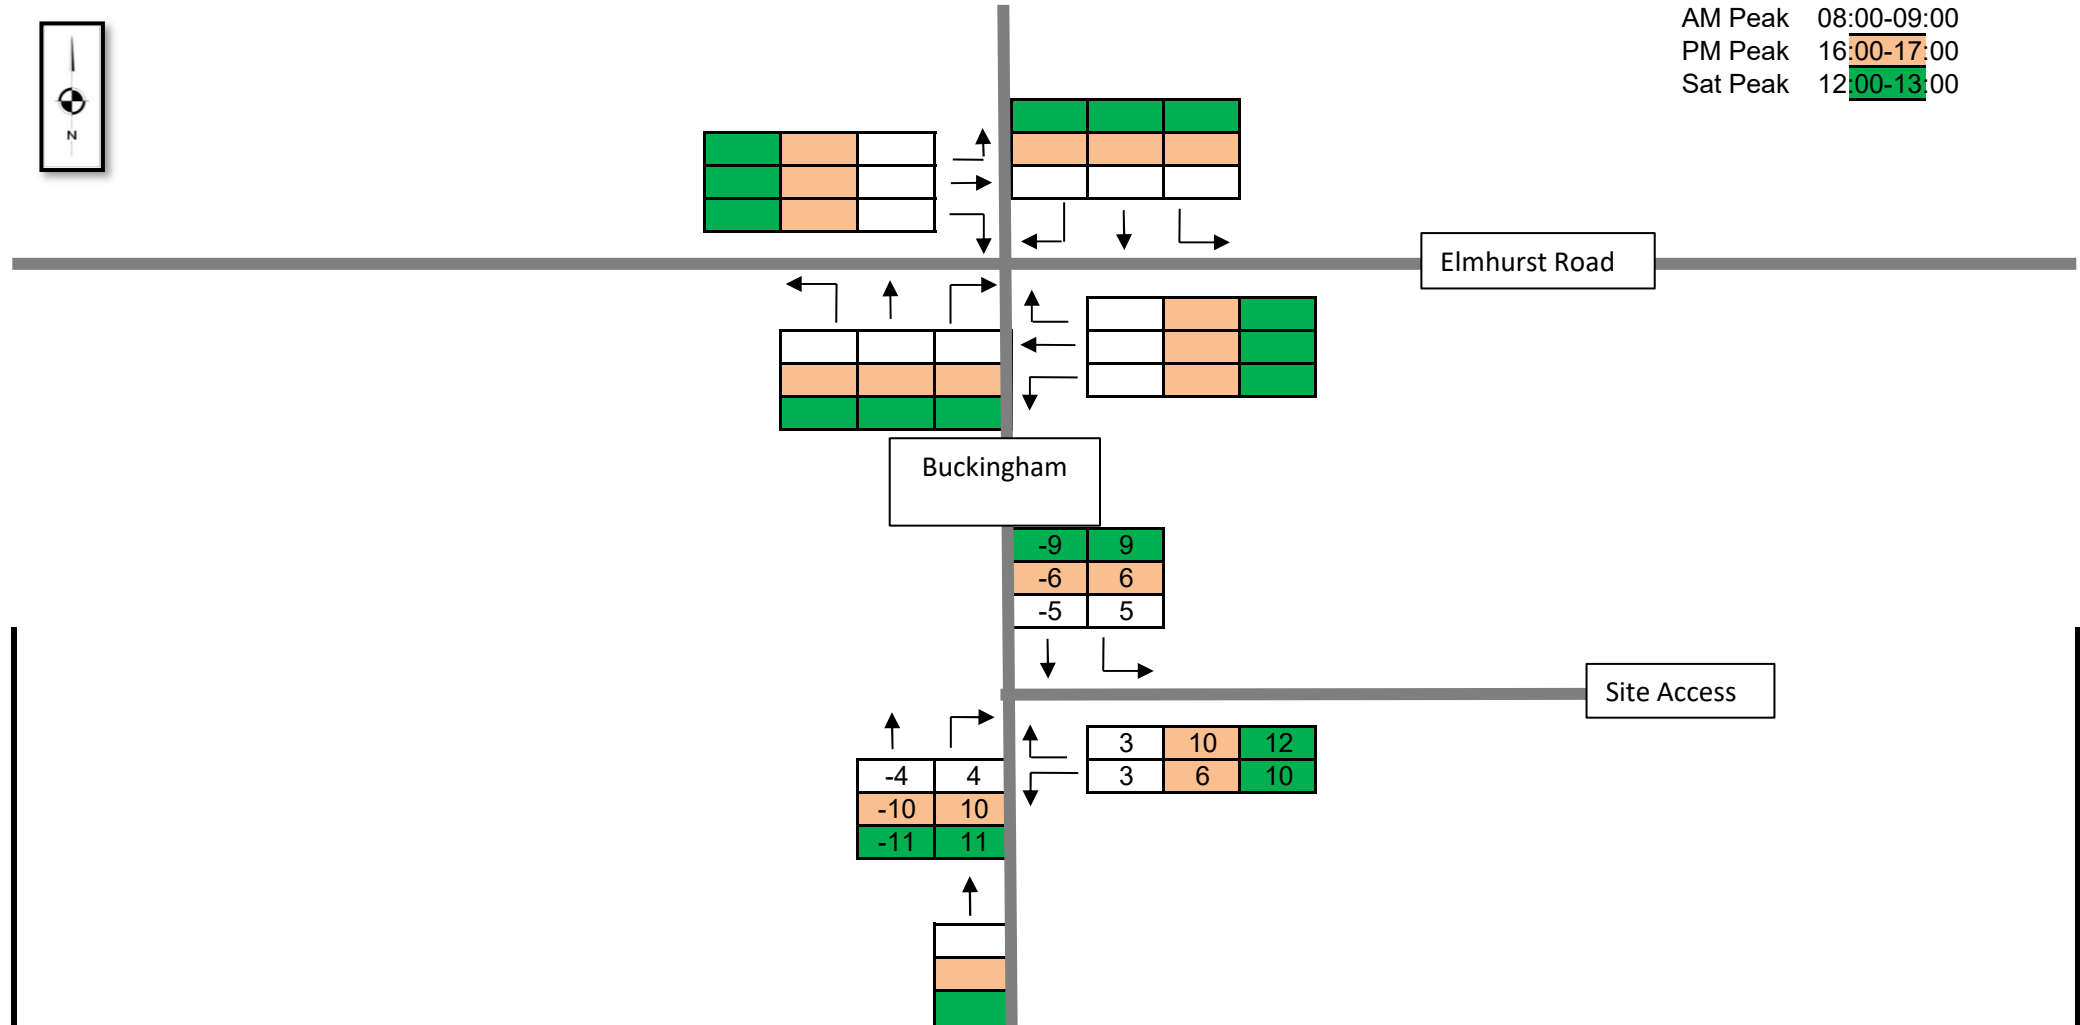 AM Peak 08:00-09:00
PM Peak 16:00-17:00
Sat Peak 12:00-13:00
N
Elmhurst Road
Buckingham
-9 9
-6 6
-5 5
Site Access
3 10 12
3 6 10
-4 4
-10 10
-11 11